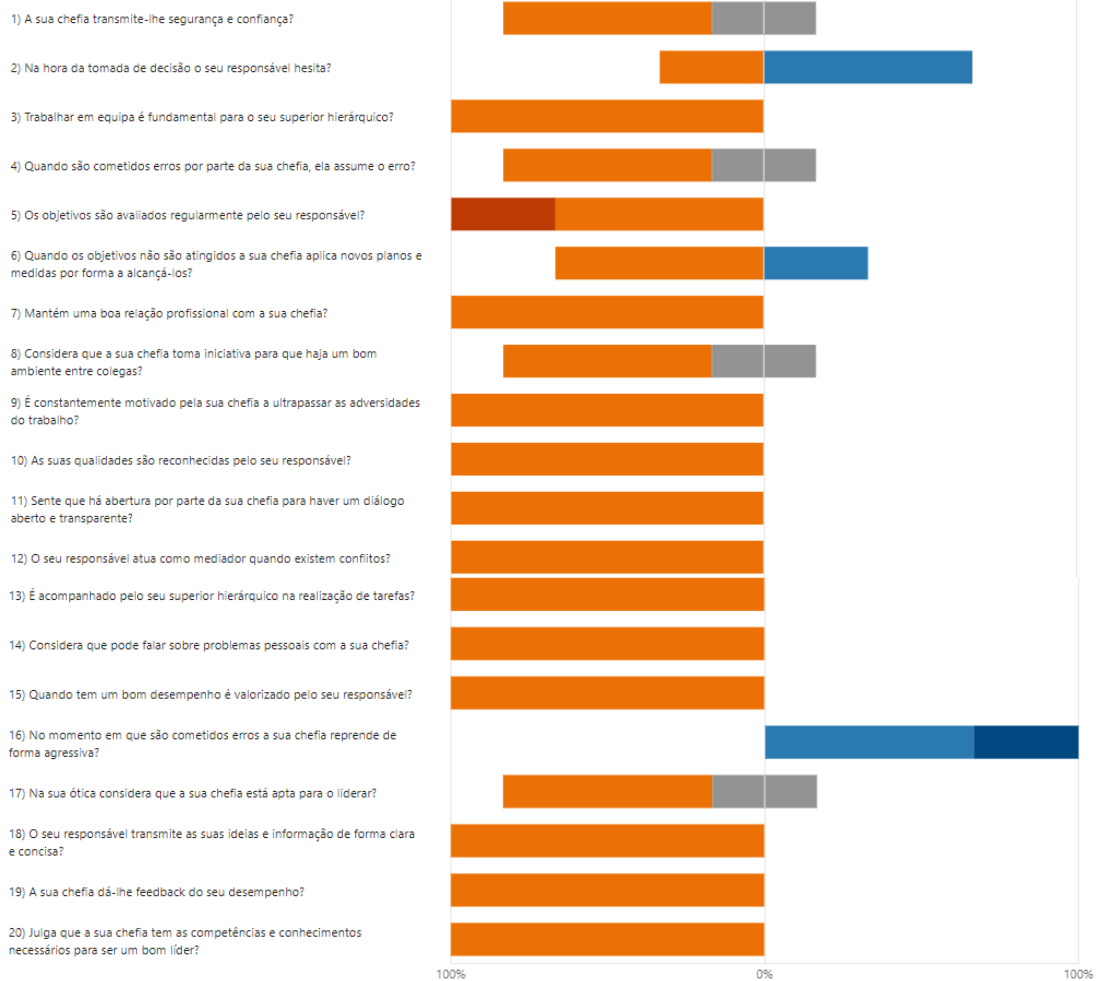 1) A sua chefia transmite-lhe segurança e confiança?
2) Na hora da tomada de decisão o seu responsável hesita?
3) Trabalhar em equipa é fundamental para o seu superior hierárquico?
4) Quando são cometidos erros por parte da sua chefia, ela assume o erro?
5) Os objetivos são avaliados regularmente pelo seu responsável?
6) Quando os objetivos não são atingidos a sua chefia aplica novos planos e
medidas por forma a alcançá-los?
7) Mantém uma boa relação profissional com a sua chefia?
8) Considera que a sua chefia toma iniciativa para que haja um bom
ambiente entre colegas?
9) É constantemente motivado pela sua chefia a ultrapassar as adversidades
do trabalho?
10) As suas qualidades são reconhecidas pelo seu responsável?
11) Sente que há abertura por parte da sua chefia para haver um diálogo
aberto e transparente?
12) O seu responsável atua como mediador quando existem conflitos?
13) É acompanhado pelo seu superior hierárquico na realização de tarefas?
14) Considera que pode falar sobre problemas pessoais com a sua chefia?
15) Quando tem um bom desempenho é valorizado pelo seu responsável?
16) No momento em que são cometidos erros a sua chefia reprende de
forma agressiva?
17) Na sua ótica considera que a sua chefia está apta para o liderar?
18) O seu responsável transmite as suas ideias e informação de forma clara
e concisa?
19) A sua chefia dá-lhe feedback do seu desempenho?
20) Julga que a sua chefia tem as competências e conhecimentos
necessários para ser um bom líder?
100% 0% 100%